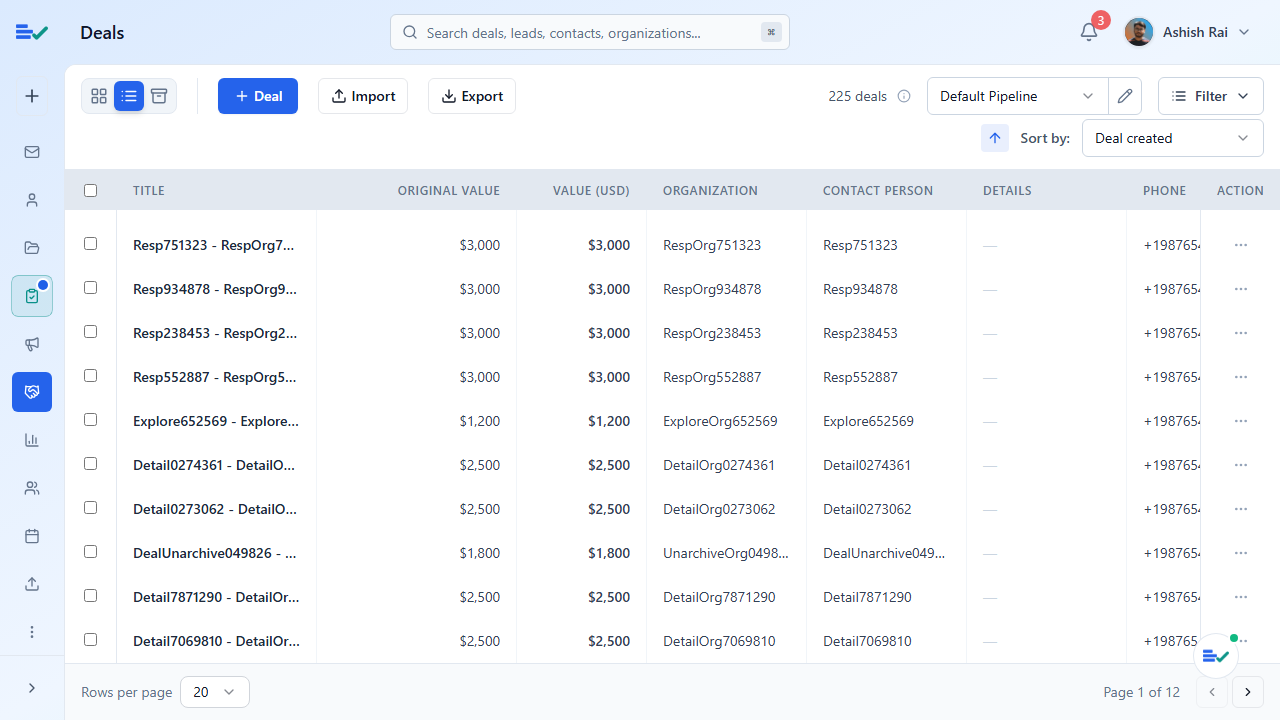 Deals
Search deals, leads, contacts, organizations...
⌘
3
Ashish Rai
Deal
Import
Export
225 deals
Default Pipeline
Filter
Sort by:
Deal created
TITLE ORIGINAL VALUE VALUE (USD) ORGANIZATION CONTACT PERSON DETAILS PHONE ACTION
Resp751323 - RespOrg7... $3,000 $3,000 RespOrg751323 Resp751323 — +198765 ...
Resp934878 - RespOrg9... $3,000 $3,000 RespOrg934878 Resp934878 — +198765 ...
Resp238453 - RespOrg2... $3,000 $3,000 RespOrg238453 Resp238453 — +198765 ...
Resp552887 - RespOrg5... $3,000 $3,000 RespOrg552887 Resp552887 — +198765 ...
Explore652569 - Explore... $1,200 $1,200 ExploreOrg652569 Explore652569 — +198765 ...
Detail0274361 - DetailO... $2,500 $2,500 DetailOrg0274361 Detail0274361 — +198765 ...
Detail0273062 - DetailO... $2,500 $2,500 DetailOrg0273062 Detail0273062 — +198765 ...
DealUnarchive049826 - ... $1,800 $1,800 UnarchiveOrg0498... DealUnarchive049... — +198765 ...
Detail7871290 - DetailOr... $2,500 $2,500 DetailOrg7871290 Detail7871290 — +198765 ...
Detail7069810 - DetailOr... $2,500 $2,500 DetailOrg7069810 Detail7069810 — +198765
Rows per page 20
Page 1 of 12